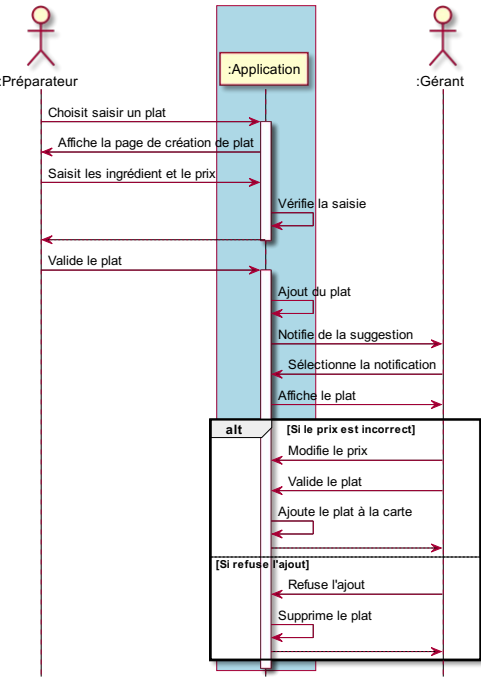 :Préparateur
:Application
:Gérant
Choisit saisir un plat
Affiche la page de création de plat
Saisit les ingrédient et le prix
Vérifie la saisie
Valide le plat
Ajout du plat
Notifie de la suggestion
Sélectionne la notification
Affiche le plat
alt
[Si le prix est incorrect]
Modifie le prix
Valide le plat
Ajoute le plat à la carte
[Si refuse l'ajout]
Refuse l'ajout
Supprime le plat